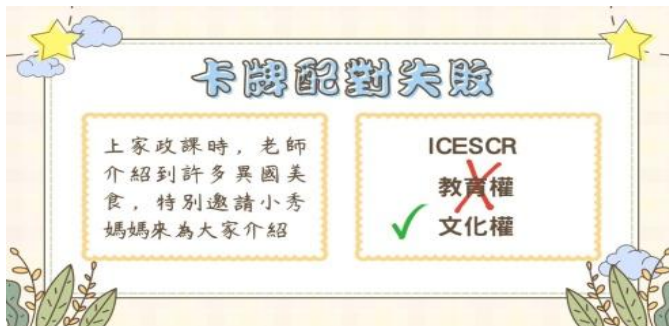 卡牌配對失敗
上家政課時，老師
介紹到許多異國美
食，特別邀請小秀
媽媽來為大家介紹
ICESCR
教育權
文化權